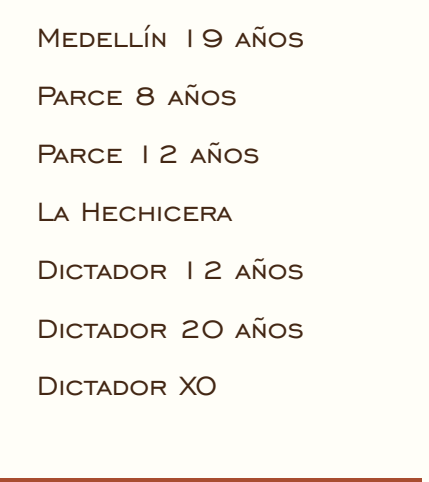 Medellín 19 años
Parce 8 años
Parce 12 años
La Hechicera
Dictador 12 años
Dictador 20 años
Dictador XO